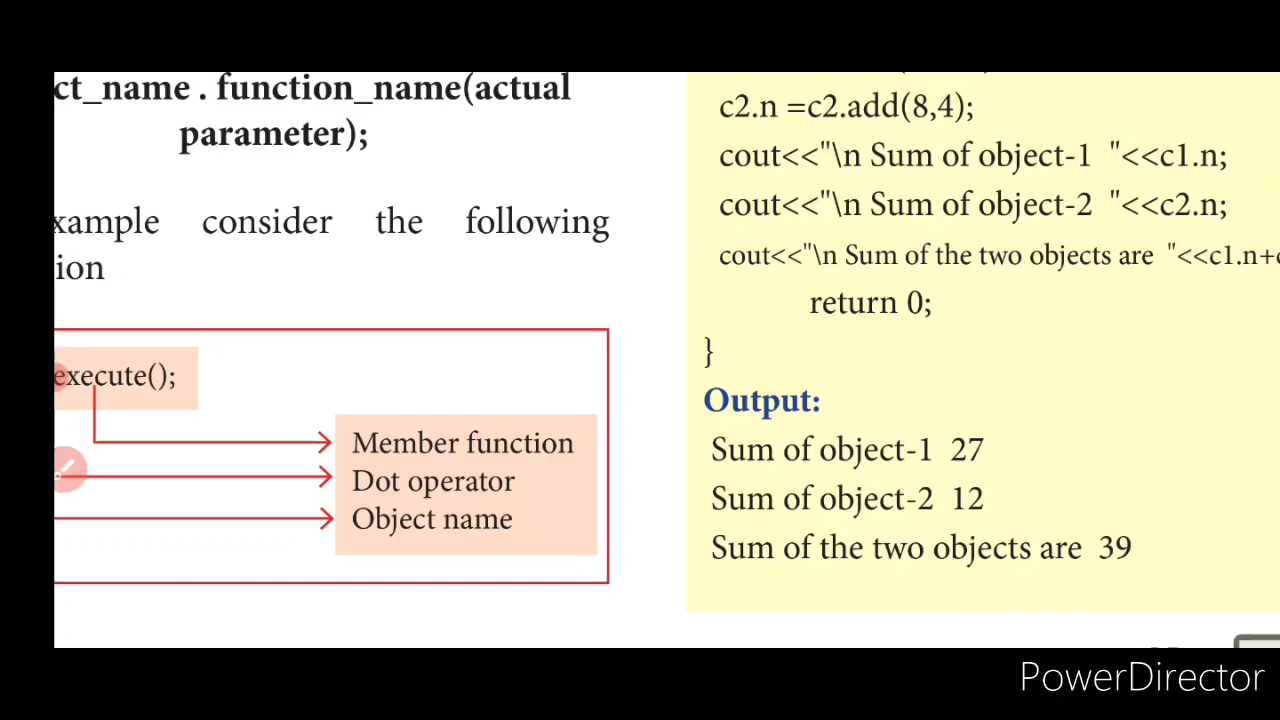 ct_name . function_name(actual
parameter);
xample consider the following
ion
execute();
Member function
Dot operator
Object name
c2.n =c2.add(8,4);
cout<<"\n Sum of object-1 "<<c1.n;
cout<<"\n Sum of object-2 "<<c2.n;
cout<<"\n Sum of the two objects are "<<c1.n+c
return 0;
}
Output:
Sum of object-1 27
Sum of object-2 12
Sum of the two objects are 39
PowerDirector